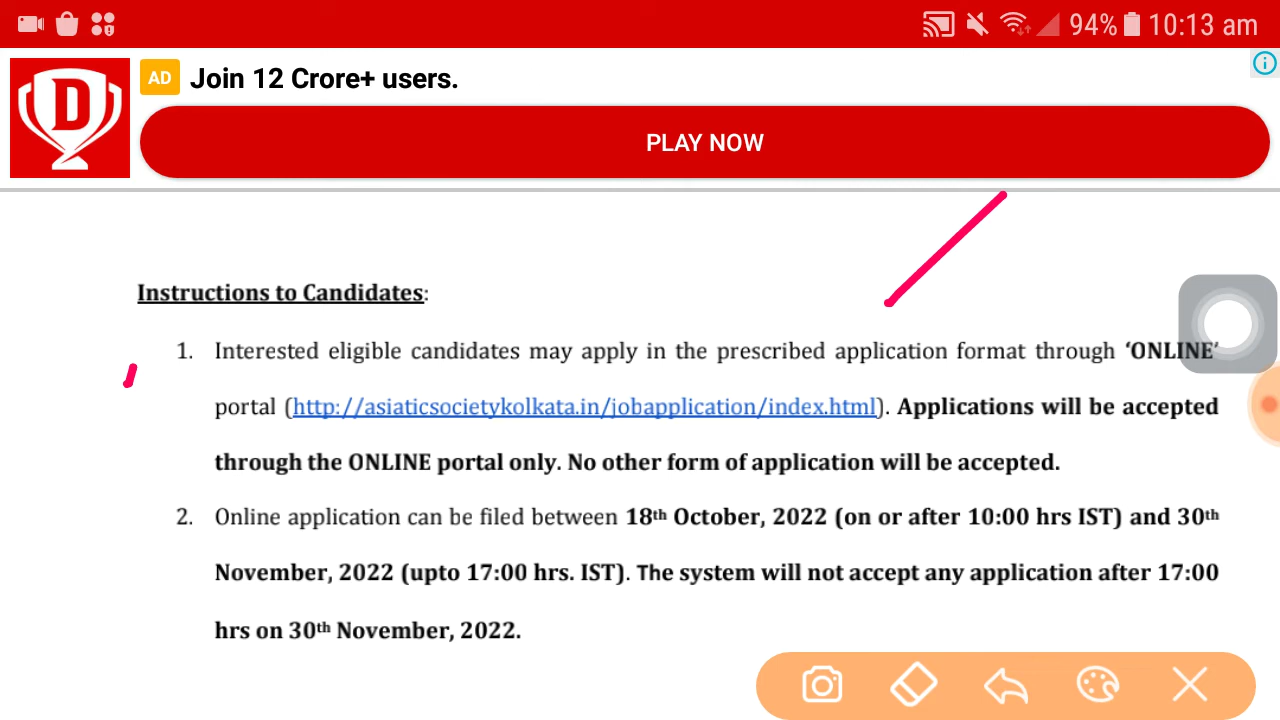 94% 10:13 am
AD Join 12 Crore+ users.
D
PLAY NOW
Instructions to Candidates:
1. Interested eligible candidates may apply in the prescribed application format through ‘ONLINE’
portal (http://asiaticsocietykolkata.in/jobapplication/index.html). Applications will be accepted
through the ONLINE portal only. No other form of application will be accepted.
2. Online application can be filed between 18th October, 2022 (on or after 10:00 hrs IST) and 30th
November, 2022 (upto 17:00 hrs. IST). The system will not accept any application after 17:00
hrs on 30th November, 2022.